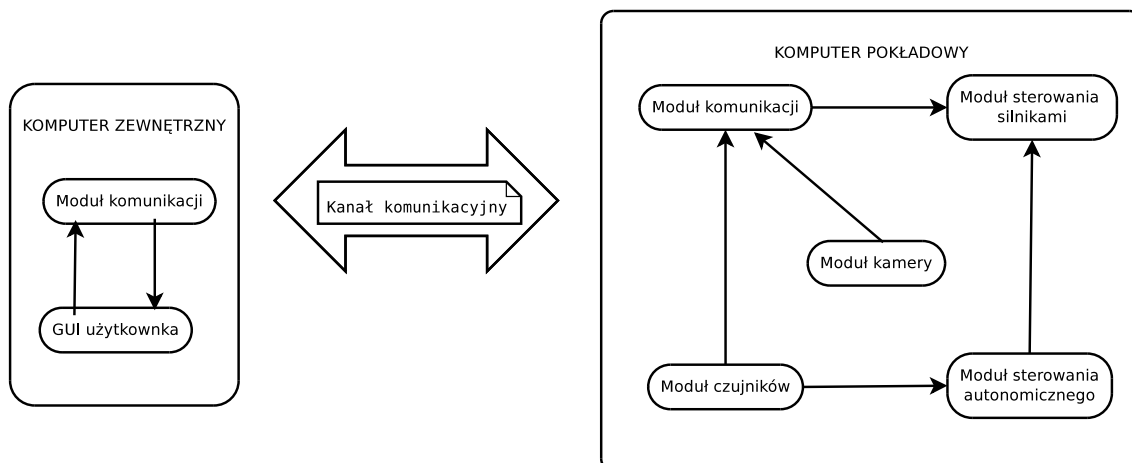 KOMPUTER ZEWNĘTRZNY
Moduł komunikacji
GUI użytkownka
Kanał komunikacyjny
KOMPUTER POKŁADOWY
Moduł komunikacji
Moduł sterowania
silnikami
Moduł kamery
Moduł czujników
Moduł sterowania
autonomicznego